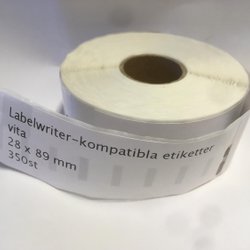 Labelwriter-kompatibla etiketter
vita
28 x 89 mm
350st